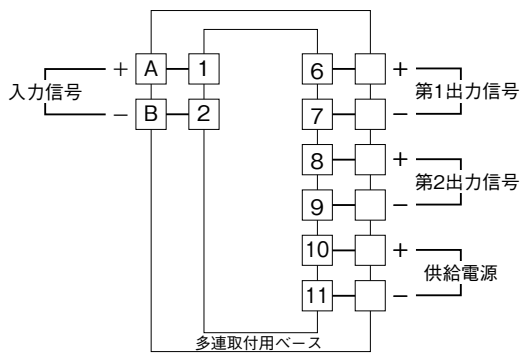 入力信号
+ A 1
− B 2
6 +
7 −
第1出力信号
8 +
9 −
第2出力信号
10 +
11 −
供給電源
多連取付用ベース